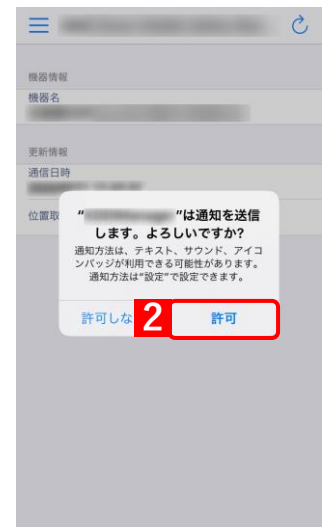 機器情報
機器名
更新情報
通信日時
位置取
“ ”は通知を送信
します。よろしいですか?
通知方法は、テキスト、サウンド、アイコ
ンバッジが利用できる可能性があります。
通知方法は“設定”で設定できます。
許可しな
2
許可